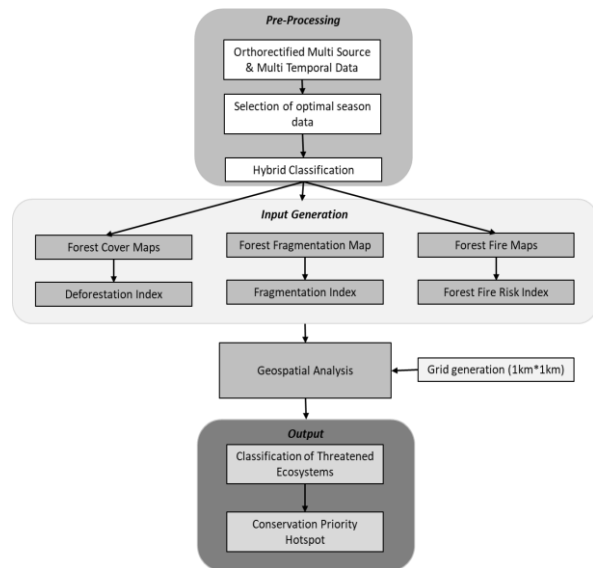 Pre-Processing
Orthorectified Multi Source
& Multi Temporal Data
Selection of optimal season
data
Hybrid Classification
Input Generation
Forest Cover Maps
Forest Fragmentation Map
Forest Fire Maps
Deforestation Index
Fragmentation Index
Forest Fire Risk Index
Geospatial Analysis
Grid generation (1km*1km)
Output
Classification of Threatened
Ecosystems
Conservation Priority
Hotspot